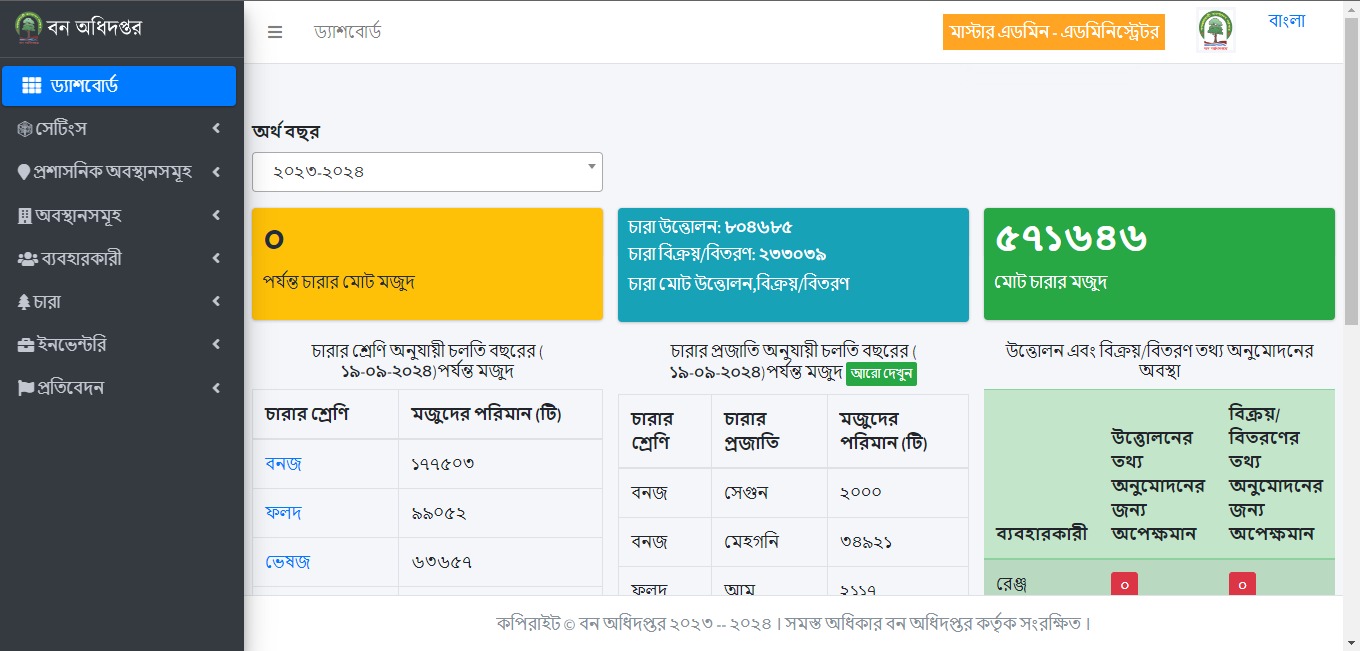 বন অধিদপ্তর
ড্যাশবোর্ড
মাস্টার এডমিন - এডমিনিস্ট্রেটর
বাংলা
ড্যাশবোর্ড
সেটিংস
প্রশাসনিক অবস্থানসমূহ
অবস্থানসমূহ
ব্যবহারকারী
চারা
ইনভেন্টরি
প্রতিবেদন
অর্থ বছর
২০২৩-২০২৪
০
পর্যন্ত চারার মোট মজুদ
চারা উত্তোলন: ৮০৪৬৮৫
চারা বিক্রয়/বিতরণ: ২৩৩০৩৯
চারা মোট উত্তোলন,বিক্রয়/বিতরণ
৫৭১৬৪৬
মোট চারার মজুদ
চারার শ্রেণি অনুযায়ী চলতি বছরের (
১৯-০৯-২০২৪)পর্যন্ত মজুদ
চারার শ্রেণি মজুদের পরিমান (টি)
বনজ ১৭৭৫০৩
ফলদ ৯৯০৫২
ভেষজ ৬৩৬৫৭
চারার প্রজাতি অনুযায়ী চলতি বছরের (
১৯-০৯-২০২৪)পর্যন্ত মজুদ আরো দেখুন
চারার চারার মজুদের
শ্রেণি প্রজাতি পরিমান (টি)
বনজ সেগুন ২০০০
বনজ মেহগনি ৩৪৯২১
ফলদ আম ২১১৭
উত্তোলন এবং বিক্রয়/বিতরণ তথ্য অনুমোদনের
অবস্থা
বিক্রয়/
উত্তোলনের বিতরণের
তথ্য তথ্য
অনুমোদনের অনুমোদনের
জন্য জন্য
ব্যবহারকারী অপেক্ষমান অপেক্ষমান
রেঞ্জ ০ ০
কপিরাইট © বন অধিদপ্তর ২০২৩ -- ২০২৪ । সমস্ত অধিকার বন অধিদপ্তর কর্তৃক সংরক্ষিত ।